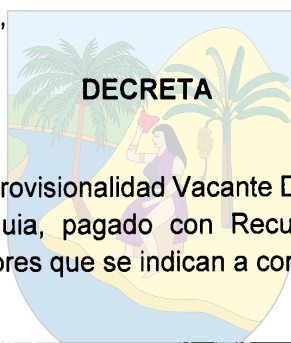 ,
DECRETA
rovisionalidad Vacante D
uia, pagado con Recu
ores que se indican a con